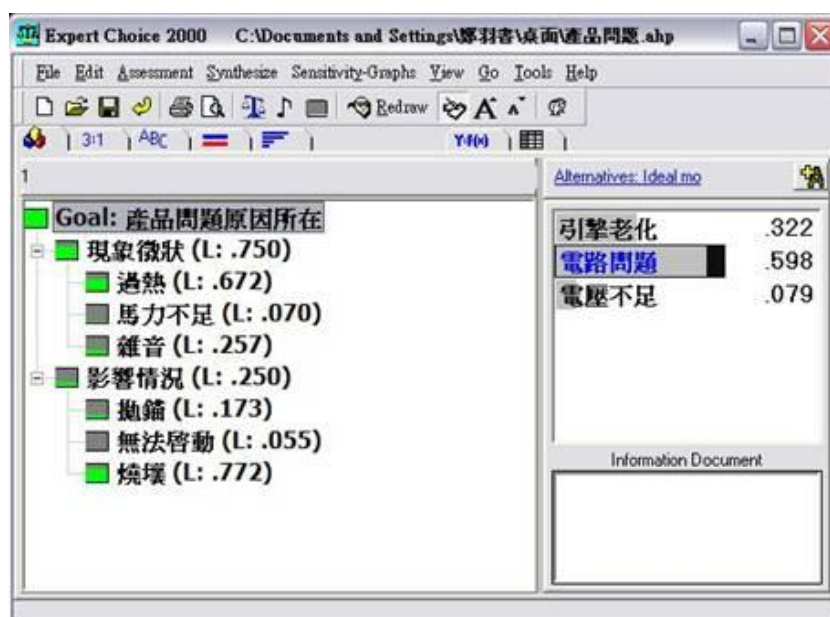 Expert Choice 2000 C:\Documents and Settings\鄭羽書\桌面\產品問題.ahp
File Edit Assessment Synthesize Sensitivity-Graphs View Go Tools Help
Redraw A A
3:1 ABC Y=F(x)
1
Alternatives: Ideal mo
Goal: 產品問題原因所在
現象徵狀 (L: .750)
過熱 (L: .672)
馬力不足 (L: .070)
雜音 (L: .257)
影響情況 (L: .250)
拋錨 (L: .173)
無法啓動 (L: .055)
燒壞 (L: .772)
引擎老化 .322
電路問題 .598
電壓不足 .079
Information Document